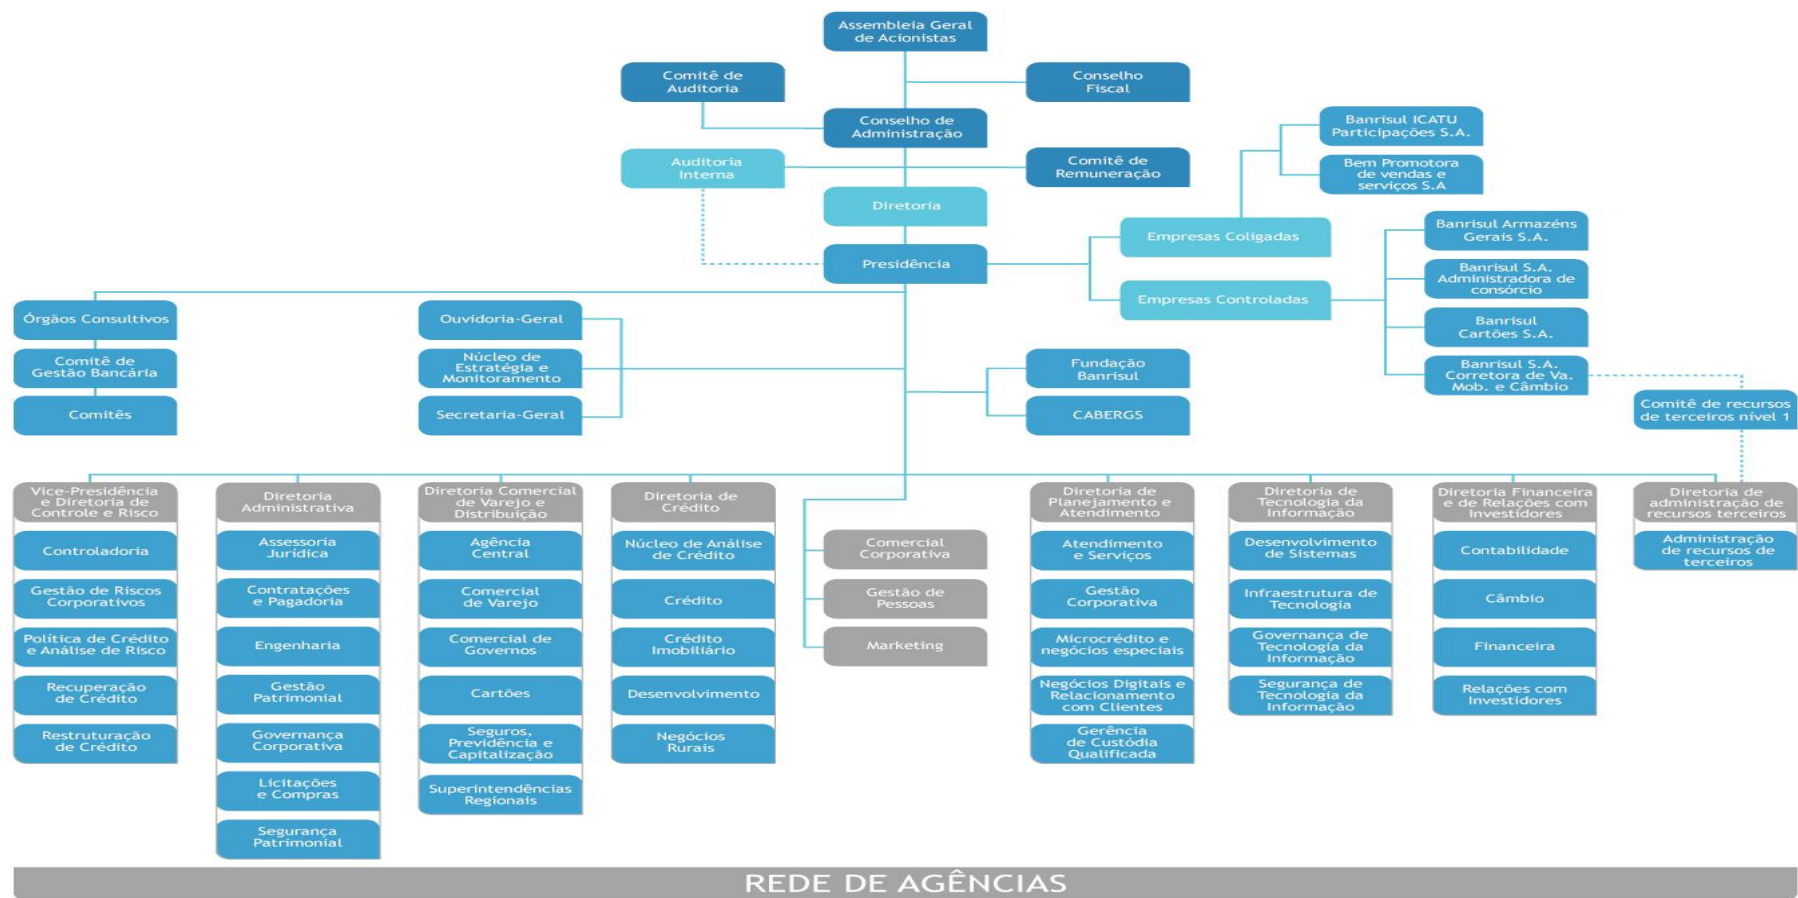 Assembleia Geral
de Acionistas
Comitê de
Auditoria
Conselho
Fiscal
Conselho de
Administração
Auditoria
Interna
Comitê de
Remuneração
Diretoria
Presidência
Banrisul ICATU
Participações S.A.
Bem Promotora
de vendas e
serviços S.A
Empresas Coligadas
Empresas Controladas
Banrisul Armazéns
Gerais S.A.
Banrisul S.A.
Administradora de
consórcio
Banrisul
Cartões S.A.
Banrisul S.A.
Corretora de Va.
Mob. e Câmbio
Comitê de recursos
de terceiros nível 1
Órgãos Consultivos
Comitê de
Gestão Bancária
Comitês
Ouvidoria-Geral
Núcleo de
Estratégia e
Monitoramento
Secretaria-Geral
Fundação
Banrisul
CABERGS
Vice-Presidência
e Diretoria de
Controle e Risco
Controladoria
Gestão de Riscos
Corporativos
Política de Crédito
e Análise de Risco
Recuperação
de Crédito
Restruturação
de Crédito
Diretoria
Administrativa
Assessoria
Jurídica
Contratações
e Pagadoria
Engenharia
Gestão
Patrimonial
Governança
Corporativa
Licitações
e Compras
Segurança
Patrimonial
Diretoria Comercial
de Varejo e
Distribuição
Agência
Central
Comercial
de Varejo
Comercial de
Governos
Cartões
Seguros,
Previdência e
Capitalização
Superintendências
Regionais
Diretoria de
Crédito
Núcleo de Análise
de Crédito
Crédito
Crédito
Imobiliário
Desenvolvimento
Negócios
Rurais
Comercial
Corporativa
Gestão de
Pessoas
Marketing
Diretoria de
Planejamento e
Atendimento
Atendimento
e Serviços
Gestão
Corporativa
Microcrédito e
negócios especiais
Negócios Digitais e
Relacionamento
com Clientes
Gerência
de Custódia
Qualificada
Diretoria de
Tecnologia da
Informação
Desenvolvimento
de Sistemas
Infraestrutura de
Tecnologia
Governança de
Tecnologia da
Informação
Segurança de
Tecnologia da
Informação
Diretoria Financeira
e de Relações com
Investidores
Contabilidade
Câmbio
Financeira
Relações com
Investidores
Diretoria de
administração de
recursos terceiros
Administração
de recursos de
terceiros
REDE DE AGÊNCIAS